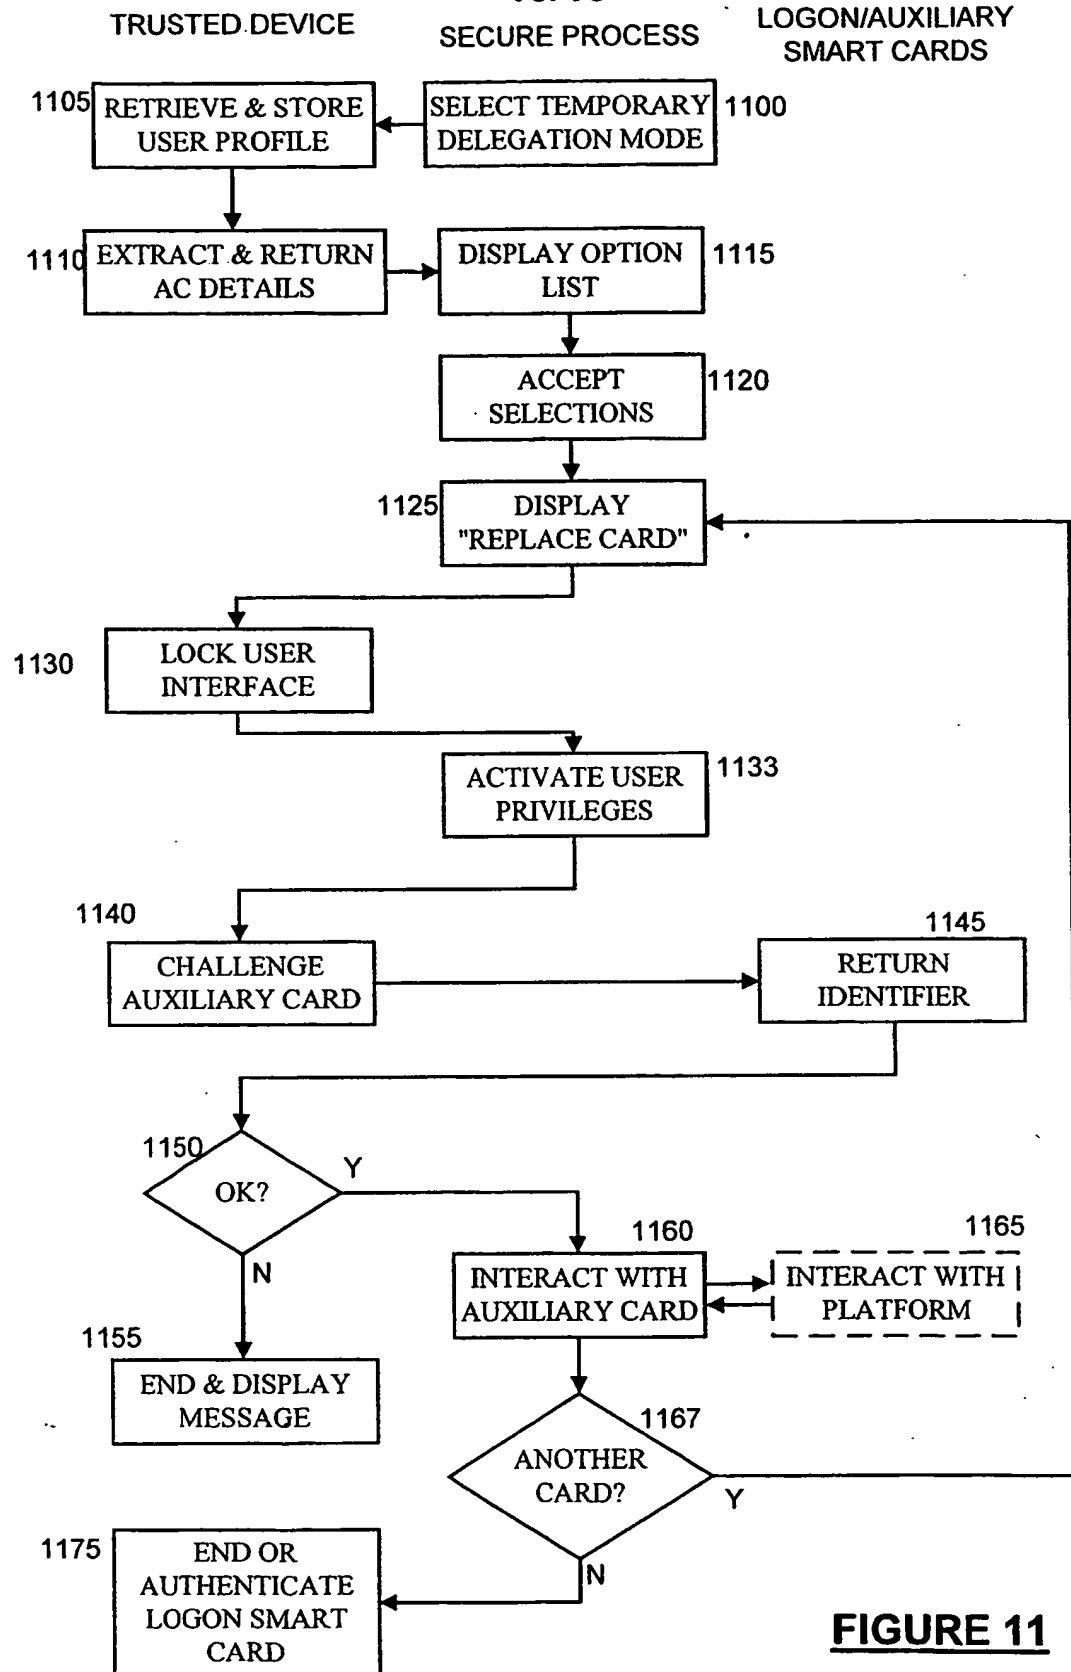 TRUSTED DEVICE
SECURE PROCESS
LOGON/AUXILIARY
SMART CARDS
1105
RETRIEVE & STORE
USER PROFILE
SELECT TEMPORARY
DELEGATION MODE
1100
1110
EXTRACT & RETURN
AC DETAILS
DISPLAY OPTION
LIST
1115
ACCEPT
SELECTIONS
1120
1125
DISPLAY
"REPLACE CARD"
1130
LOCK USER
INTERFACE
ACTIVATE USER
PRIVILEGES
1133
1140
CHALLENGE
AUXILIARY CARD
1145
RETURN
IDENTIFIER
1150
OK?
Y
N
1160
INTERACT WITH
AUXILIARY CARD
1165
INTERACT WITH
PLATFORM
1155
END & DISPLAY
MESSAGE
1167
ANOTHER
CARD?
Y
N
1175
END OR
AUTHENTICATE
LOGON SMART
CARD
FIGURE 11